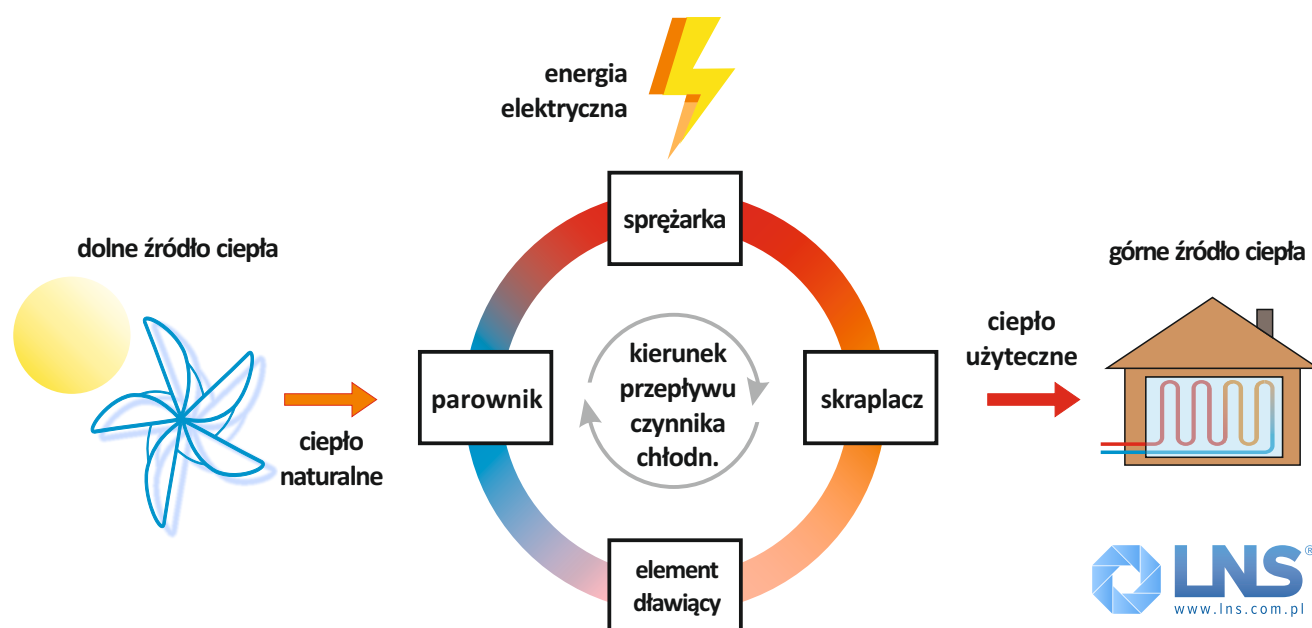 energia
elektryczna
sprężarka
dolne źródło ciepła
górne źródło ciepła
ciepło
użyteczne
parownik
kierunek
przepływu
czynnika
chłodn.
skraplacz
ciepło
naturalne
element
dławiący
LNS®
www.lns.com.pl